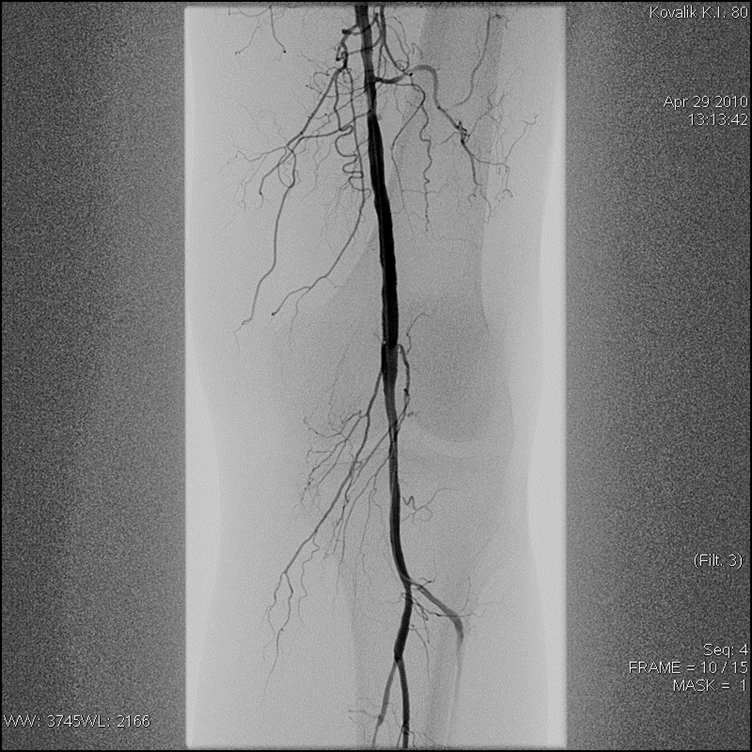 Kovalik K.I. 80
Apr 29 2010
13:13:42
(Filt. 3)
Seq: 4
FRAME = 10 / 15
MASK = 1
WW: 3745WL: 2166